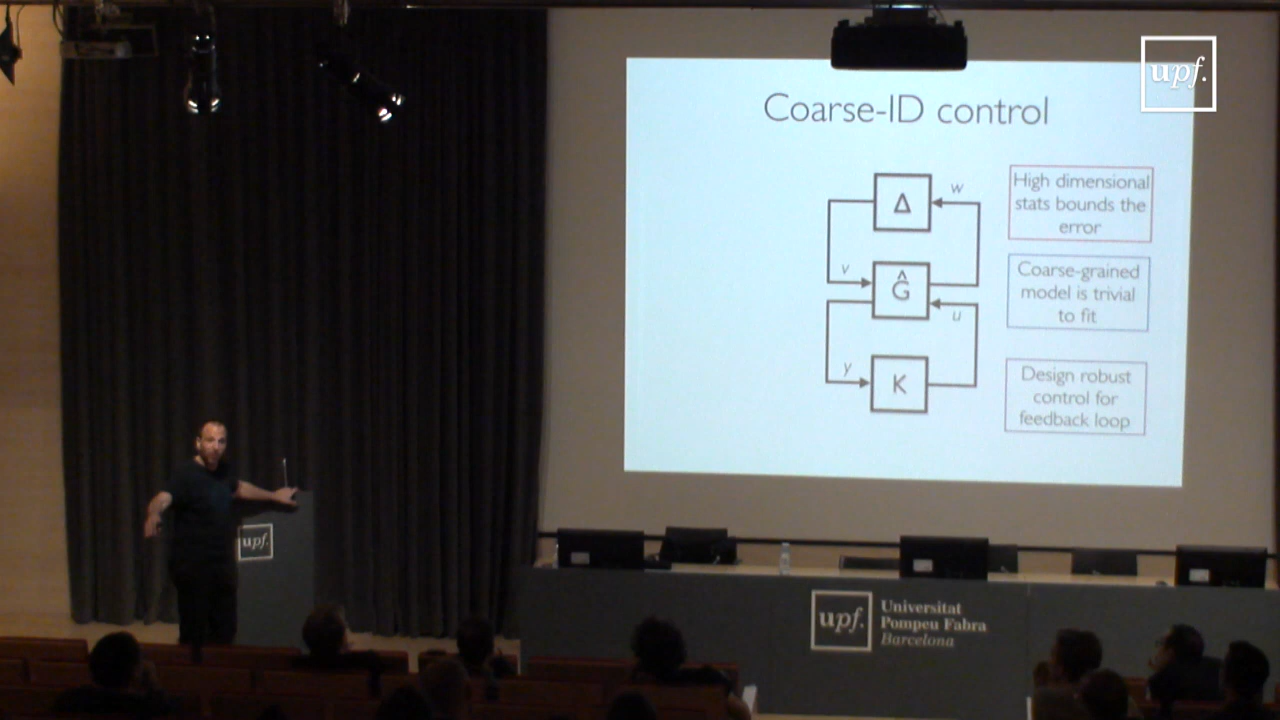 upf.
Coarse-ID control
Δ
w
v
Ĝ
u
y
K
High dimensional
stats bounds the
error
Coarse-grained
model is trivial
to fit
Design robust
control for
feedback loop
upf.
upf.
Universitat
Pompeu Fabra
Barcelona